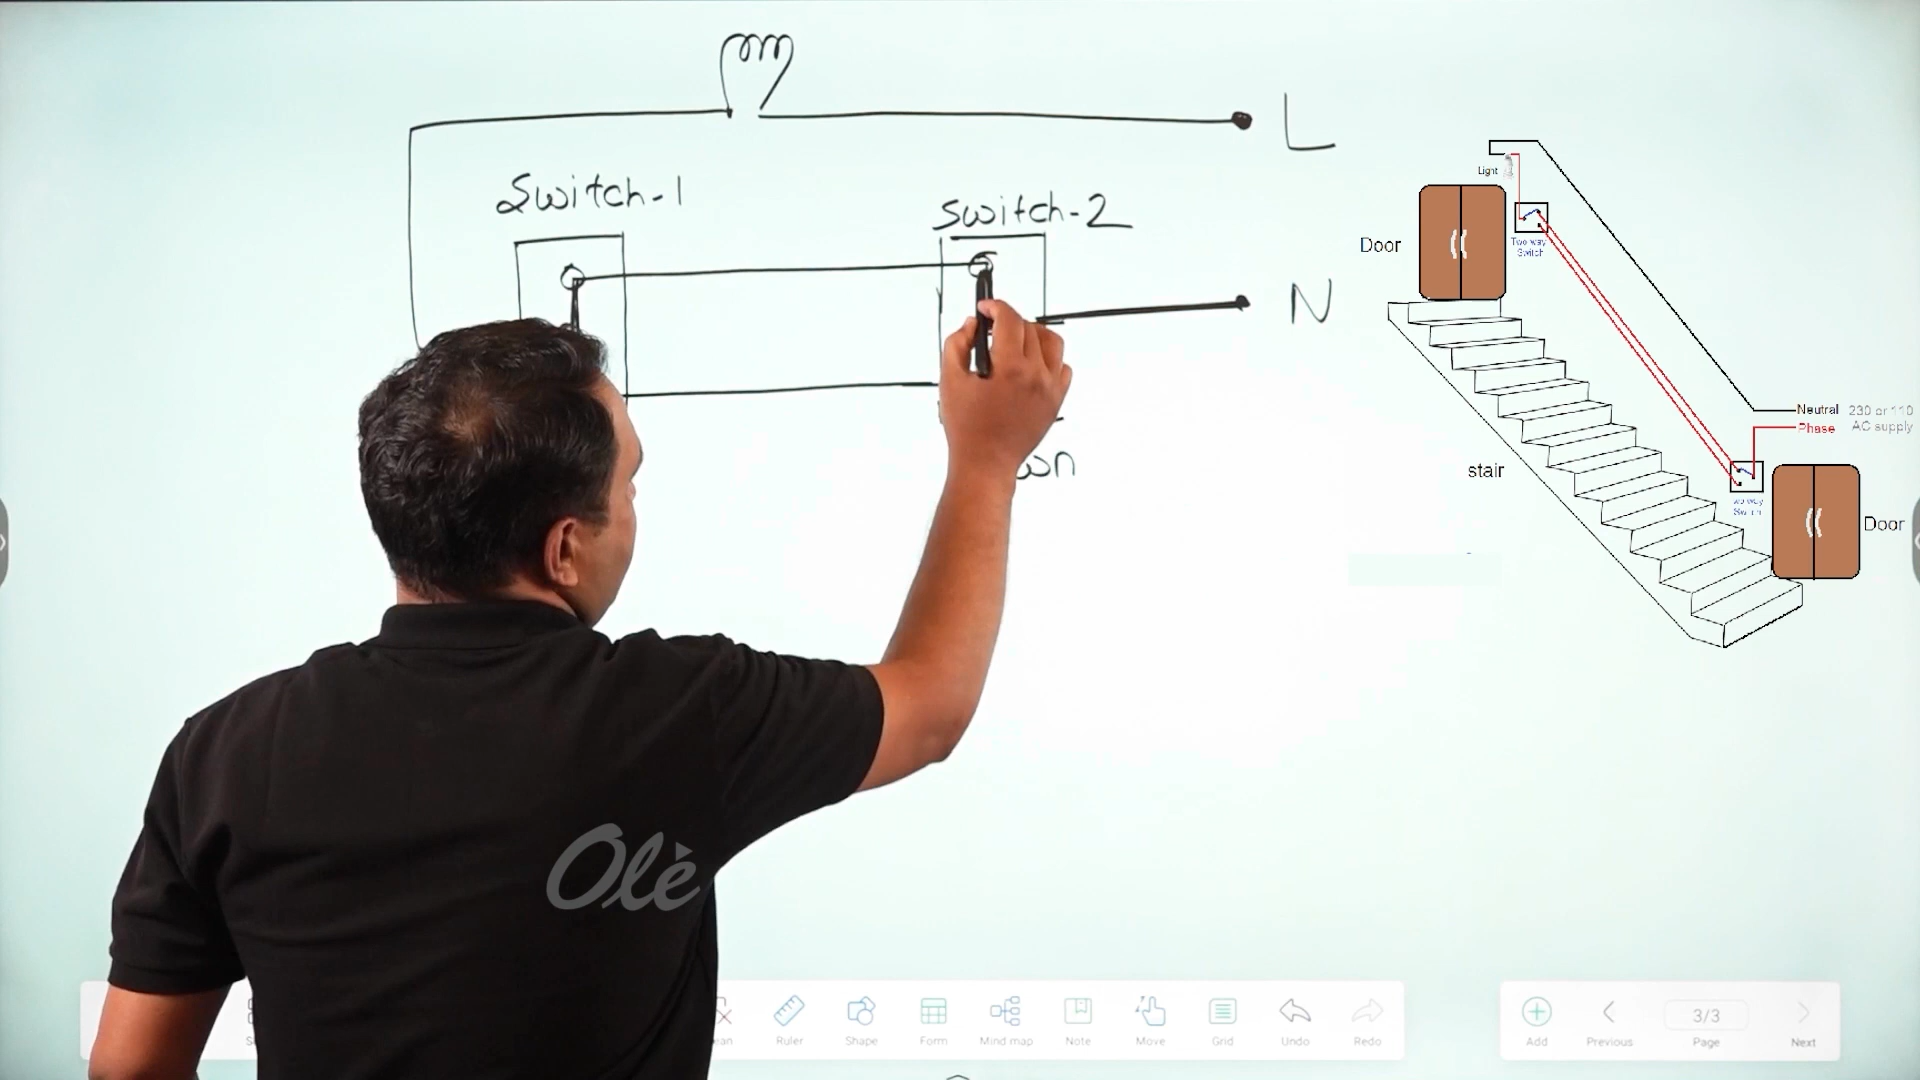 L
Switch-1
Switch-2
N
Light
Door
Two way
Switch
Neutral 230 or 110
Phase AC supply
stair
Door
Olè
Ruler
Shape
Form
Mind map
Note
Move
Grid
Undo
Redo
Add
Previous
3/3
Page
Next